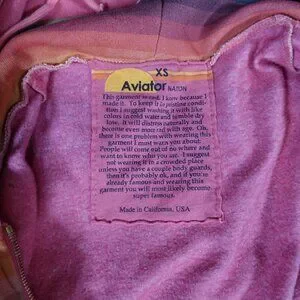 XS
Aviator NATION
This garment is rad. I know because I
made it. To keep it in pristine condi-
tion I suggest washing it with like
colors in cold water and tumble dry
low. It will distress naturally and
become even more rad with age. Oh,
there is one problem with wearing this
garment I must warn you about:
People will come out of no where and
want to know who you are. I suggest
not wearing it in a crowded place
unless you have a couple body guards,
then it's probably ok, and if you're
already famous and wearing this
garment you will most likely become
super famous.
Made in California, USA